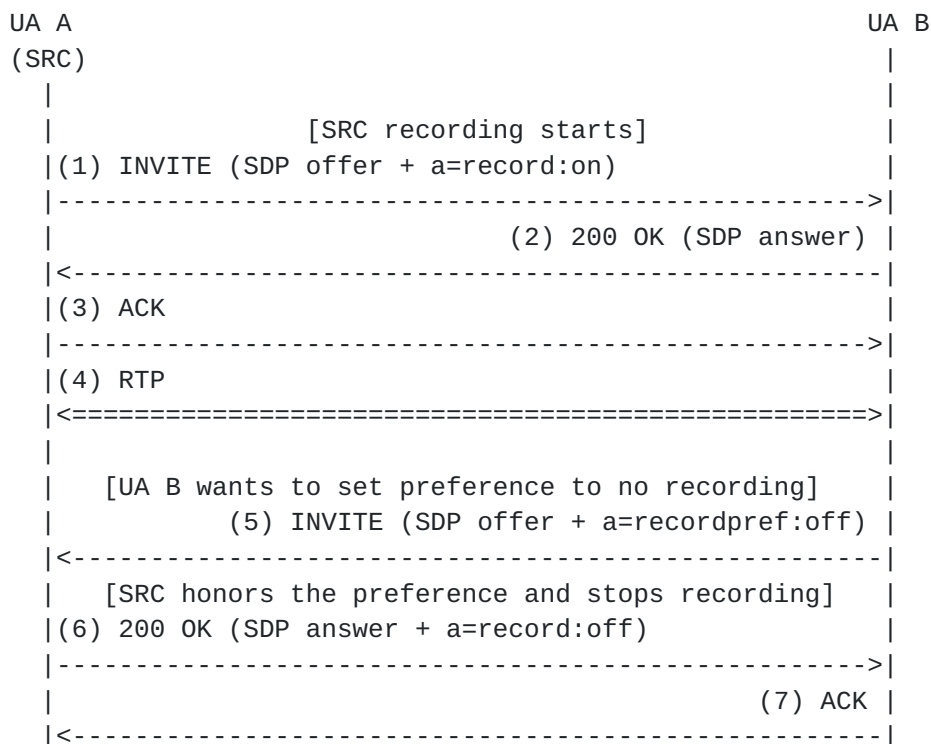 UA A UA B
(SRC) |
| |
| [SRC recording starts] |
|(1) INVITE (SDP offer + a=record:on) |
|---------------------------------------------------->|
| (2) 200 OK (SDP answer) |
|<----------------------------------------------------|
|(3) ACK |
|---------------------------------------------------->|
|(4) RTP |
|<===================================================>|
| |
| [UA B wants to set preference to no recording] |
| (5) INVITE (SDP offer + a=recordpref:off) |
|<----------------------------------------------------|
| [SRC honors the preference and stops recording] |
|(6) 200 OK (SDP answer + a=record:off) |
|---------------------------------------------------->|
| (7) ACK |
|<----------------------------------------------------|